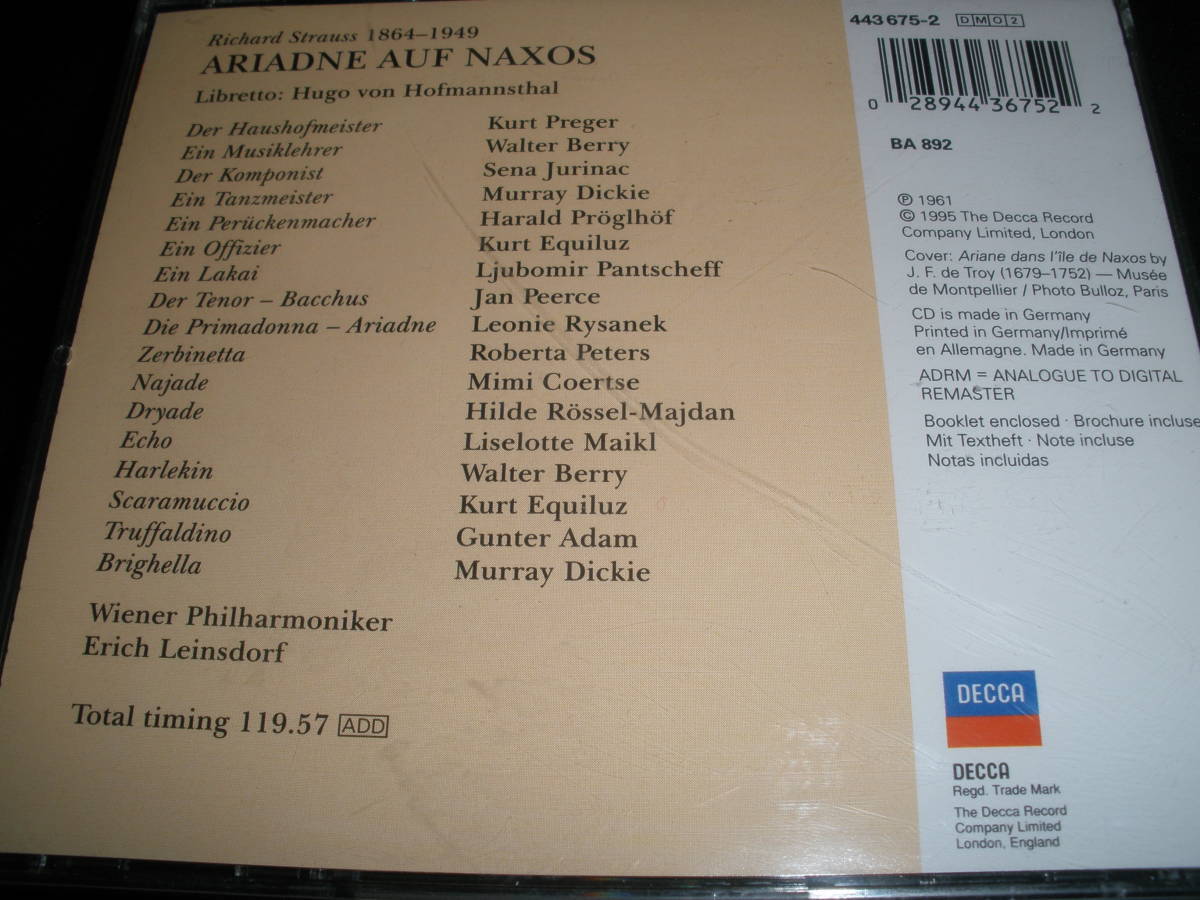 Richard Strauss 1864–1949
ARIADNE AUF NAXOS
Libretto: Hugo von Hofmannsthal
Der Haushofmeister Kurt Preger
Ein Musiklehrer Walter Berry
Der Komponist Sena Jurinac
Ein Tanzmeister Murray Dickie
Ein Perückenmacher Harald Pröglhöf
Ein Offizier Kurt Equiluz
Ein Lakai Ljubomir Pantscheff
Der Tenor – Bacchus Jan Peerce
Die Primadonna – Ariadne Leonie Rysanek
Zerbinetta Roberta Peters
Najade Mimi Coertse
Dryade Hilde Rössel-Majdan
Echo Liselotte Maikl
Harlekin Walter Berry
Scaramuccio Kurt Equiluz
Truffaldino Gunter Adam
Brighella Murray Dickie
Wiener Philharmoniker
Erich Leinsdorf
Total timing 119.57 ADD
443 675-2 DMO2
0 28944 36752 2
BA 892
℗ 1961
© 1995 The Decca Record
Company Limited, London
Cover: Ariane dans l'île de Naxos by
J. F. de Troy (1679–1752) — Musée
de Montpellier / Photo Bulloz, Paris
CD is made in Germany
Printed in Germany/Imprimé
en Allemagne. Made in Germany
ADRM = ANALOGUE TO DIGITAL
REMASTER
Booklet enclosed · Brochure incluse
Mit Textheft · Note incluse
Notas incluidas
DECCA
DECCA
Regd. Trade Mark
The Decca Record
Company Limited
London, England